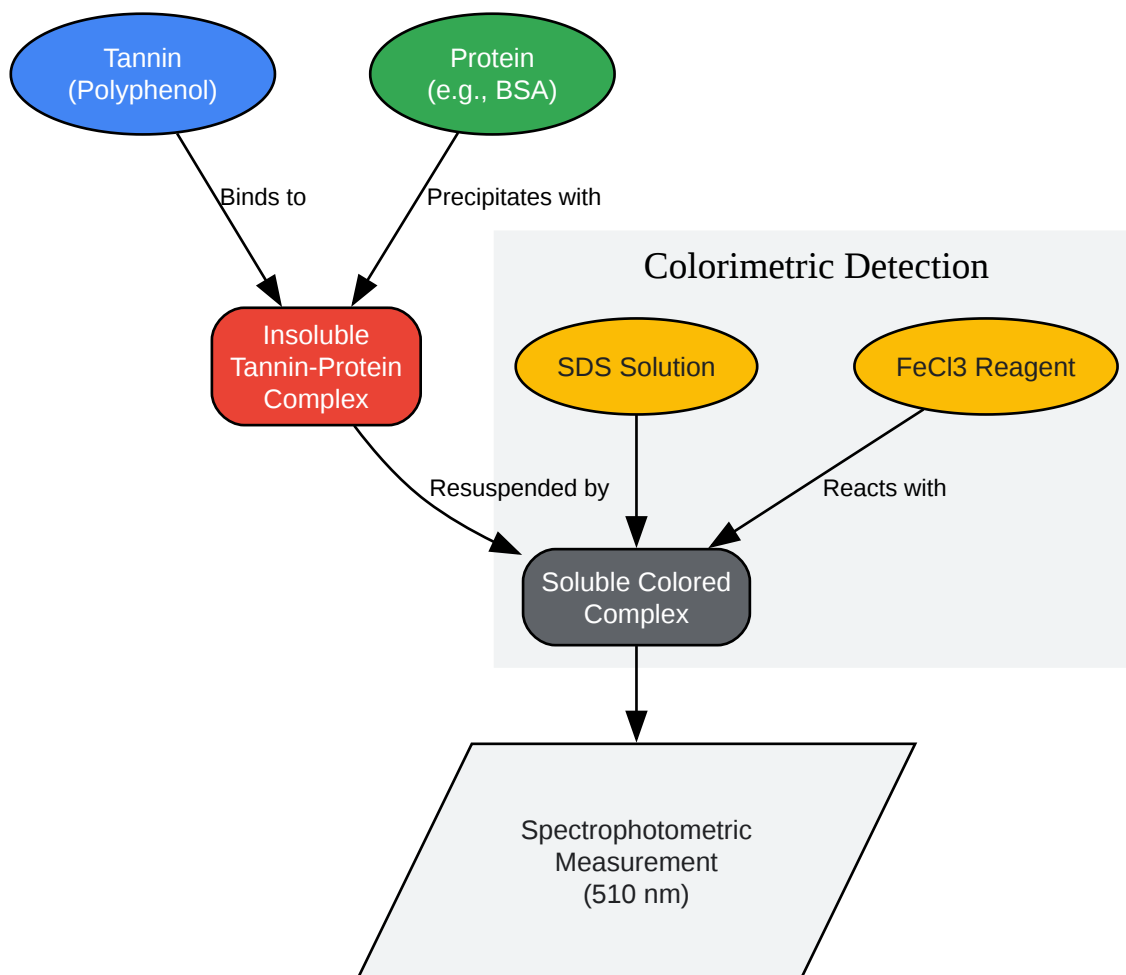 Tannin
(Polyphenol)
Protein
(e.g., BSA)
Binds to
Precipitates with
Colorimetric Detection
Insoluble
Tannin-Protein
Complex
SDS Solution
FeCl3 Reagent
Resuspended by
Reacts with
Soluble Colored
Complex
Spectrophotometric
Measurement
(510 nm)